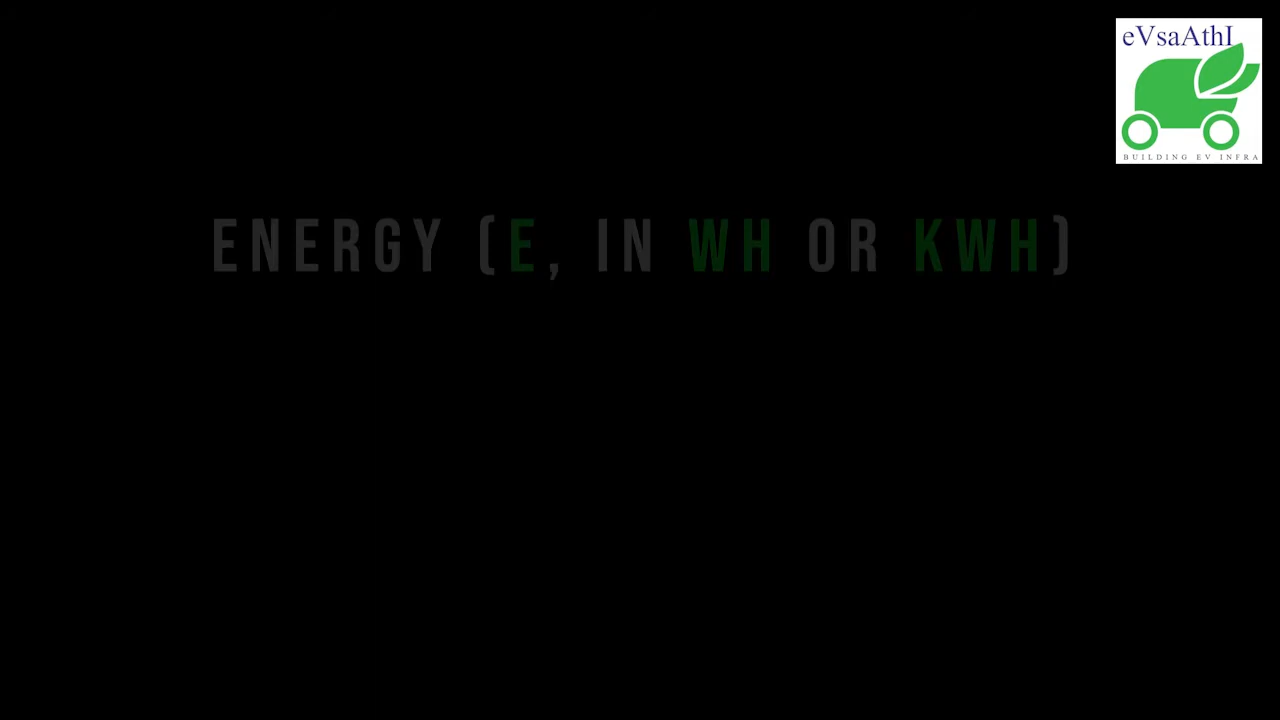 eVsaAthI
BUILDING EV INFRA
ENERGY (E, IN WH OR KWH)